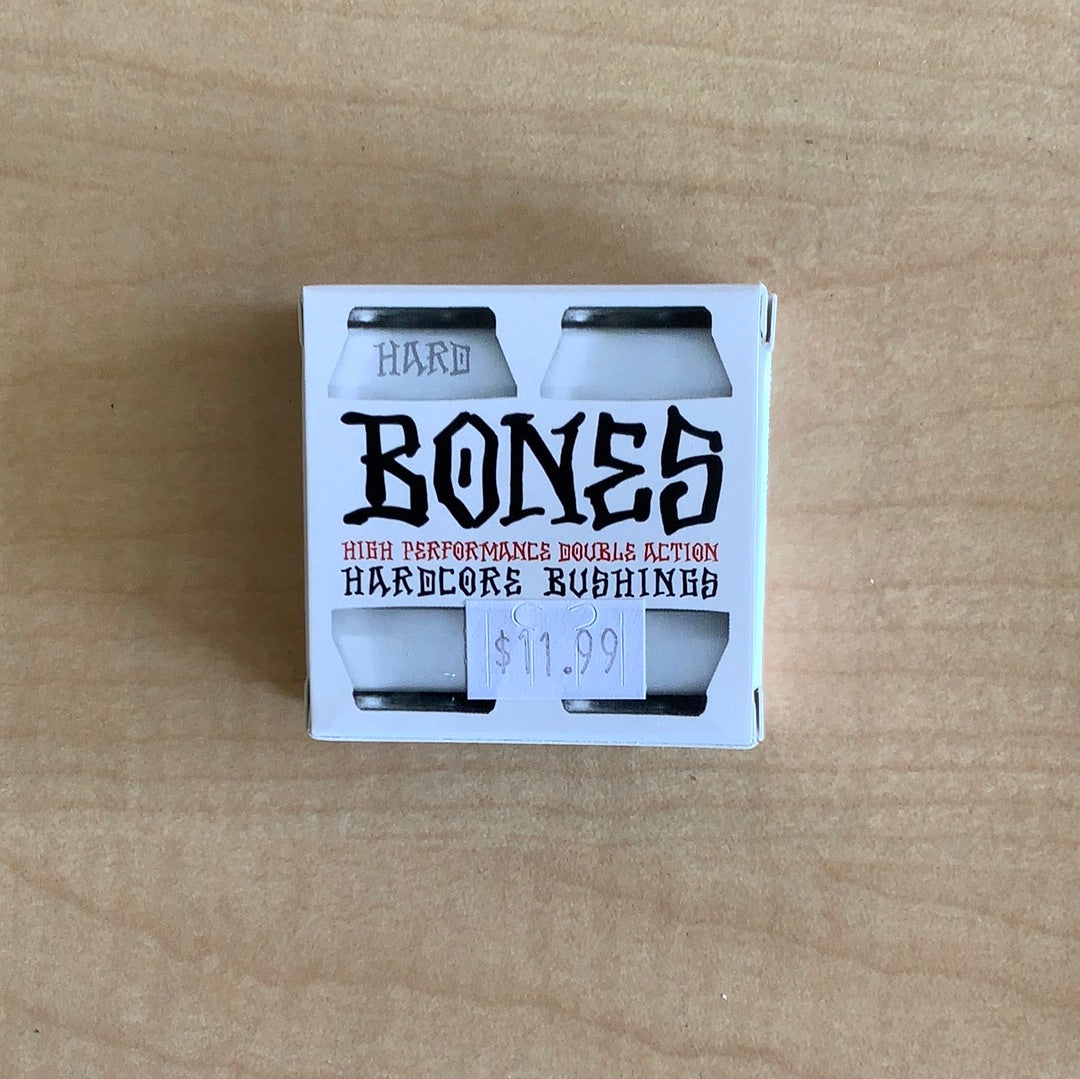 HARD
BONES
HIGH PERFORMANCE DOUBLE ACTION
HARDCORE BUSHINGS
$11.99